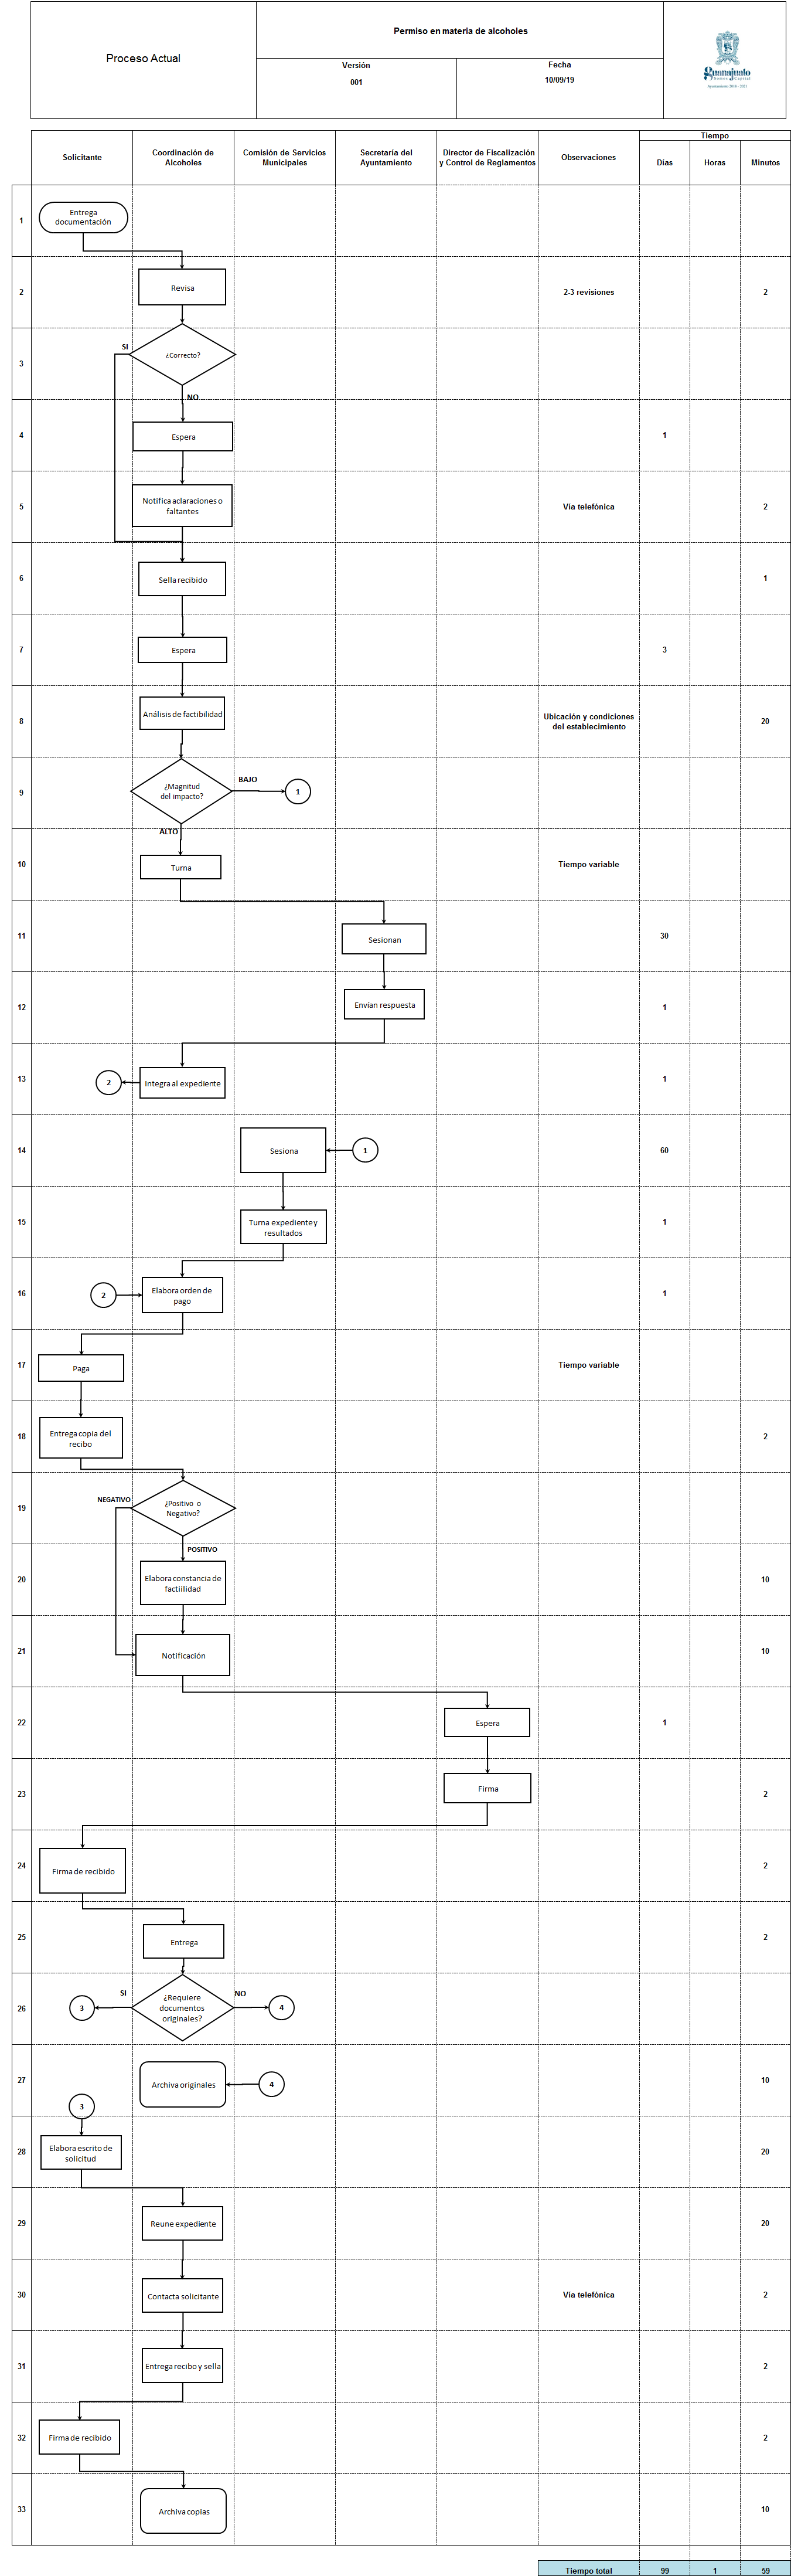 Proceso Actual
Permiso en materia de alcoholes
Versión
001
Fecha
10/09/19
Guanajuato
Somos Capital
Ayuntamiento 2018 - 2021
Solicitante
Coordinación de
Alcoholes
Comisión de Servicios
Municipales
Secretaría del
Ayuntamiento
Director de Fiscalización
y Control de Reglamentos
Observaciones
Tiempo
Días
Horas
Minutos
1
Entrega
documentación
2
Revisa
2-3 revisiones
2
3
¿Correcto?
SI
NO
4
Espera
1
5
Notifica aclaraciones o
faltantes
Vía telefónica
2
6
Sella recibido
1
7
Espera
3
8
Análisis de factibilidad
Ubicación y condiciones
del establecimiento
20
9
¿Magnitud
del impacto?
BAJO
1
ALTO
10
Turna
Tiempo variable
11
Sesionan
30
12
Envían respuesta
1
13
2
Integra al expediente
1
14
Sesiona
1
60
15
Turna expediente y
resultados
1
16
2
Elabora orden de
pago
1
17
Paga
Tiempo variable
18
Entrega copia del
recibo
2
19
NEGATIVO
¿Positivo o
Negativo?
POSITIVO
20
Elabora constancia de
factiilidad
10
21
Notificación
10
22
Espera
1
23
Firma
2
24
Firma de recibido
2
25
Entrega
2
26
3
SI
¿Requiere
documentos
originales?
NO
4
27
Archiva originales
4
10
3
28
Elabora escrito de
solicitud
20
29
Reune expediente
20
30
Contacta solicitante
Vía telefónica
2
31
Entrega recibo y sella
2
32
Firma de recibido
2
33
Archiva copias
10
Tiempo total
99
1
59